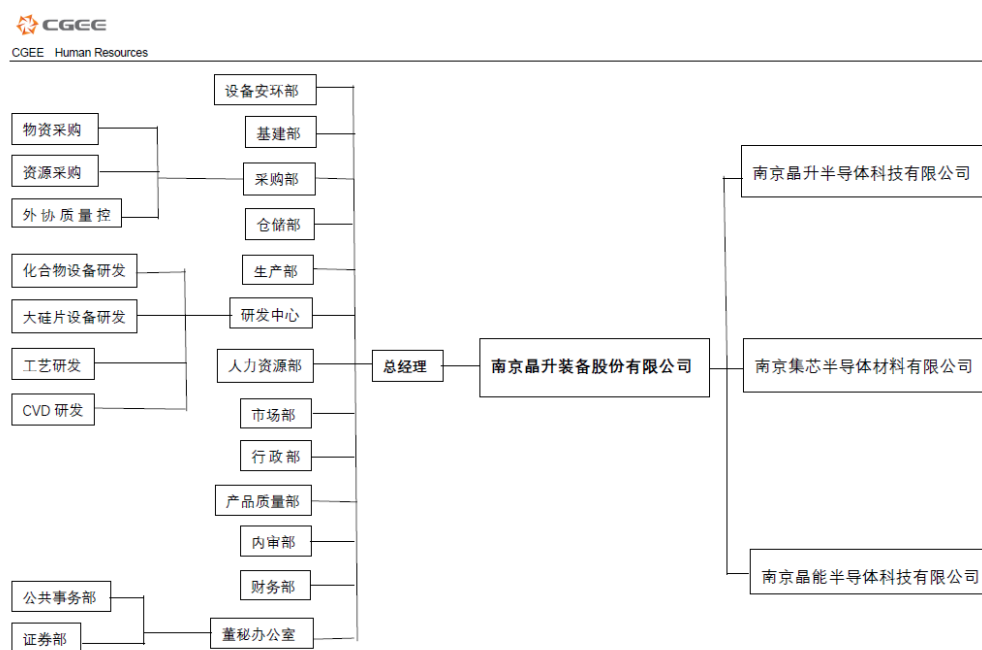 CGEE
CGEE Human Resources
设备安环部
物资采购
基建部
资源采购
采购部
南京晶升半导体科技有限公司
外协质量控
仓储部
化合物设备研发
生产部
大硅片设备研发
研发中心
工艺研发
人力资源部
总经理
南京晶升装备股份有限公司
南京集芯半导体材料有限公司
CVD 研发
市场部
行政部
产品质量部
内审部
财务部
南京晶能半导体科技有限公司
公共事务部
董秘办公室
证券部